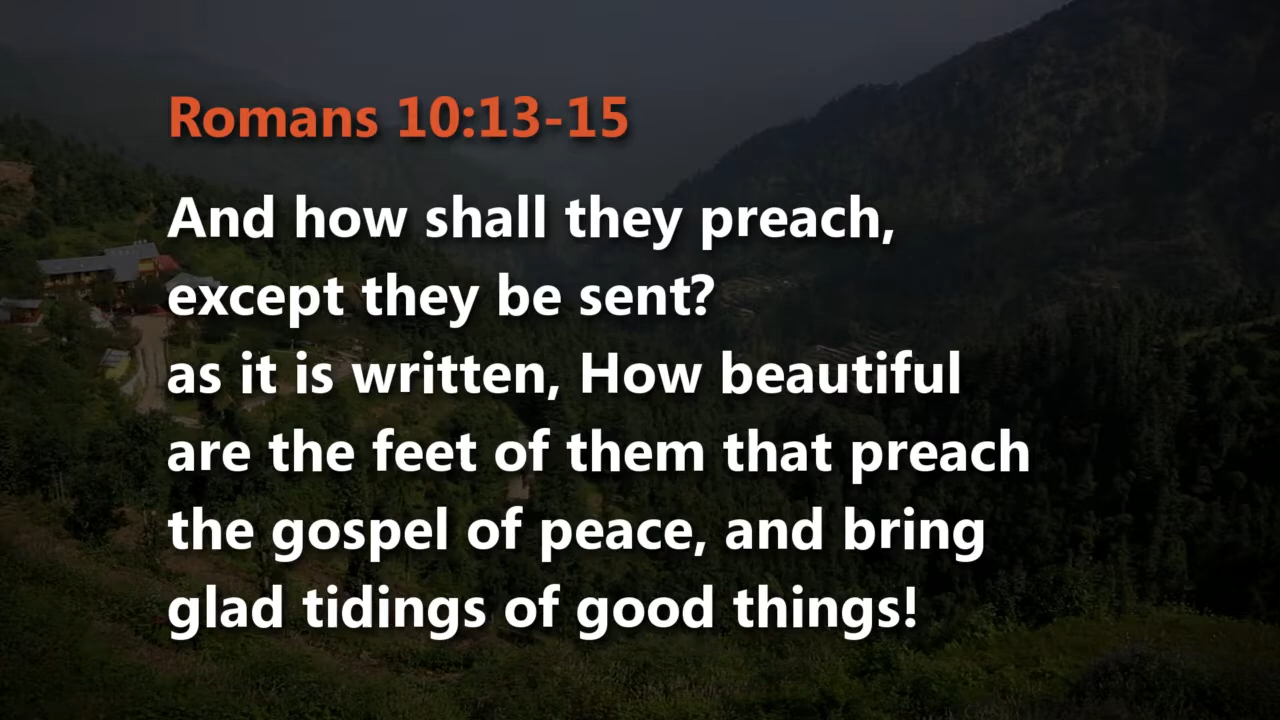 Romans 10:13-15
And how shall they preach,
except they be sent?
as it is written, How beautiful
are the feet of them that preach
the gospel of peace, and bring
glad tidings of good things!